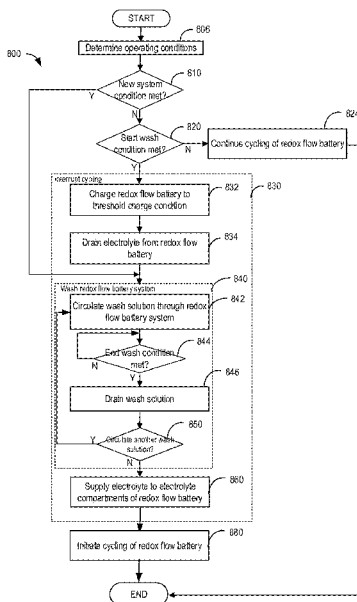 START
806
Determine operating conditions
800
810
New system
condition met?
Y
N
820
824
Start wash
condition met?
N
Continue cycling of redox flow battery
Y
Interrupt cycling
832
830
Charge redox flow battery to
threshold charge condition
834
Drain electrolyte from redox flow
battery
840
Wash redox flow battery system
842
Circulate wash solution through redox
flow battery system
844
End wash condition
met?
N
Y
846
Drain wash solution
850
Y
Circulate another wash
solution?
N
860
Supply electrolyte to electrolyte
compartments of redox flow battery
880
Initiate cycling of redox flow battery
END